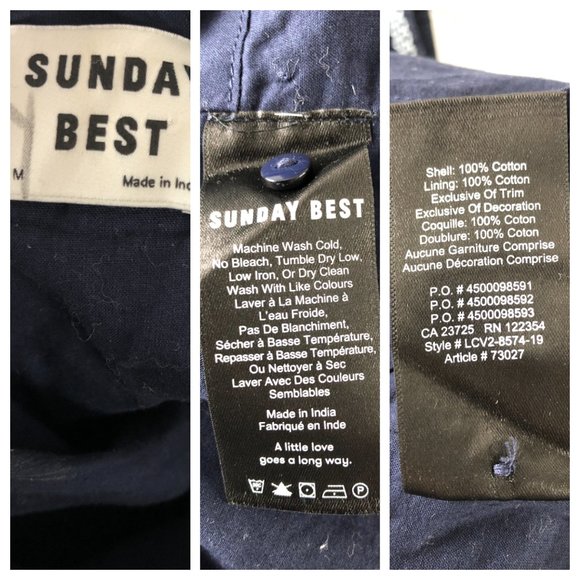 SUNDAY
BEST
M
Made in
SUNDAY BEST
Machine Wash Cold,
No Bleach, Tumble Dry Low,
Low Iron, Or Dry Clean
Wash With Like Colours
Laver à La Machine à
L'eau Froide,
Pas De Blanchiment,
Sécher à Basse Température,
Repasser à Basse Température,
Ou Nettoyer à Sec
Laver Avec Des Couleurs
Semblables
Made in India
Fabriqué en Inde
A little love
goes a long way.
Shell: 100% Cotton
Lining: 100% Cotton
Exclusive Of Trim
Exclusive Of Decoration
Coquille: 100% Coton
Doublure: 100% Coton
Aucune Garniture Comprise
Aucune Décoration Comprise
P.O. # 4500098591
P.O. # 4500098592
P.O. # 4500098593
CA 23725 RN 122354
Style # LCV2-8574-19
Article # 73027